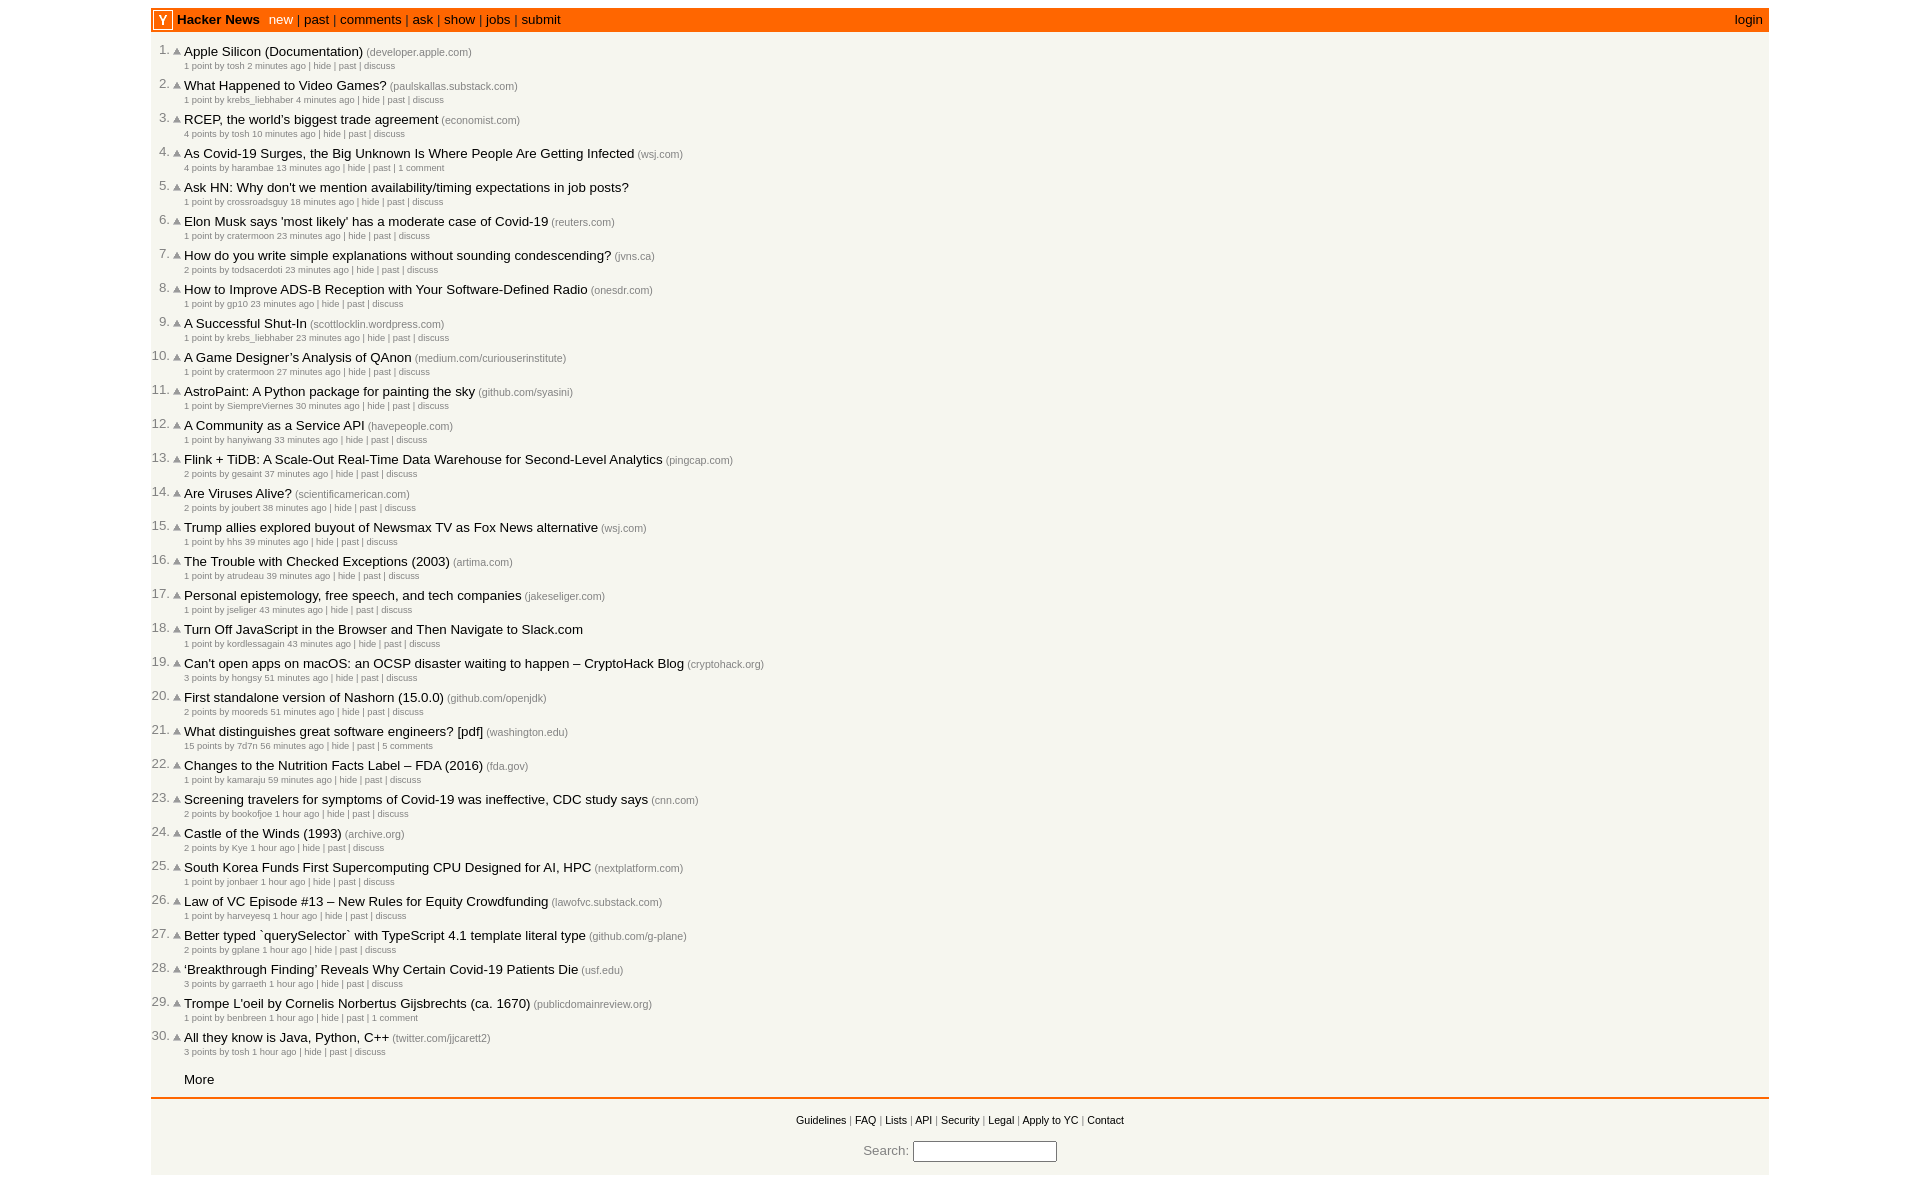 Y Hacker News new | past | comments | ask | show | jobs | submit login
1. Apple Silicon (Documentation) (developer.apple.com)
1 point by tosh 2 minutes ago | hide | past | discuss
2. What Happened to Video Games? (paulskallas.substack.com)
1 point by krebs_liebhaber 4 minutes ago | hide | past | discuss
3. RCEP, the world’s biggest trade agreement (economist.com)
4 points by tosh 10 minutes ago | hide | past | discuss
4. As Covid-19 Surges, the Big Unknown Is Where People Are Getting Infected (wsj.com)
4 points by harambae 13 minutes ago | hide | past | 1 comment
5. Ask HN: Why don't we mention availability/timing expectations in job posts?
1 point by crossroadsguy 18 minutes ago | hide | past | discuss
6. Elon Musk says 'most likely' has a moderate case of Covid-19 (reuters.com)
1 point by cratermoon 23 minutes ago | hide | past | discuss
7. How do you write simple explanations without sounding condescending? (jvns.ca)
2 points by todsacerdoti 23 minutes ago | hide | past | discuss
8. How to Improve ADS-B Reception with Your Software-Defined Radio (onesdr.com)
1 point by gp10 23 minutes ago | hide | past | discuss
9. A Successful Shut-In (scottlocklin.wordpress.com)
1 point by krebs_liebhaber 23 minutes ago | hide | past | discuss
10. A Game Designer’s Analysis of QAnon (medium.com/curiouserinstitute)
1 point by cratermoon 27 minutes ago | hide | past | discuss
11. AstroPaint: A Python package for painting the sky (github.com/syasini)
1 point by SiempreViernes 30 minutes ago | hide | past | discuss
12. A Community as a Service API (havepeople.com)
1 point by hanyiwang 33 minutes ago | hide | past | discuss
13. Flink + TiDB: A Scale-Out Real-Time Data Warehouse for Second-Level Analytics (pingcap.com)
2 points by gesaint 37 minutes ago | hide | past | discuss
14. Are Viruses Alive? (scientificamerican.com)
2 points by joubert 38 minutes ago | hide | past | discuss
15. Trump allies explored buyout of Newsmax TV as Fox News alternative (wsj.com)
1 point by hhs 39 minutes ago | hide | past | discuss
16. The Trouble with Checked Exceptions (2003) (artima.com)
1 point by atrudeau 39 minutes ago | hide | past | discuss
17. Personal epistemology, free speech, and tech companies (jakeseliger.com)
1 point by jseliger 43 minutes ago | hide | past | discuss
18. Turn Off JavaScript in the Browser and Then Navigate to Slack.com
1 point by kordlessagain 43 minutes ago | hide | past | discuss
19. Can't open apps on macOS: an OCSP disaster waiting to happen – CryptoHack Blog (cryptohack.org)
3 points by hongsy 51 minutes ago | hide | past | discuss
20. First standalone version of Nashorn (15.0.0) (github.com/openjdk)
2 points by mooreds 51 minutes ago | hide | past | discuss
21. What distinguishes great software engineers? [pdf] (washington.edu)
15 points by 7d7n 56 minutes ago | hide | past | 5 comments
22. Changes to the Nutrition Facts Label – FDA (2016) (fda.gov)
1 point by kamaraju 59 minutes ago | hide | past | discuss
23. Screening travelers for symptoms of Covid-19 was ineffective, CDC study says (cnn.com)
2 points by bookofjoe 1 hour ago | hide | past | discuss
24. Castle of the Winds (1993) (archive.org)
2 points by Kye 1 hour ago | hide | past | discuss
25. South Korea Funds First Supercomputing CPU Designed for AI, HPC (nextplatform.com)
1 point by jonbaer 1 hour ago | hide | past | discuss
26. Law of VC Episode #13 – New Rules for Equity Crowdfunding (lawofvc.substack.com)
1 point by harveyesq 1 hour ago | hide | past | discuss
27. Better typed `querySelector` with TypeScript 4.1 template literal type (github.com/g-plane)
2 points by gplane 1 hour ago | hide | past | discuss
28. ‘Breakthrough Finding’ Reveals Why Certain Covid-19 Patients Die (usf.edu)
3 points by garraeth 1 hour ago | hide | past | discuss
29. Trompe L'oeil by Cornelis Norbertus Gijsbrechts (ca. 1670) (publicdomainreview.org)
1 point by benbreen 1 hour ago | hide | past | 1 comment
30. All they know is Java, Python, C++ (twitter.com/jjcarett2)
3 points by tosh 1 hour ago | hide | past | discuss
More
Guidelines | FAQ | Lists | API | Security | Legal | Apply to YC | Contact
Search: